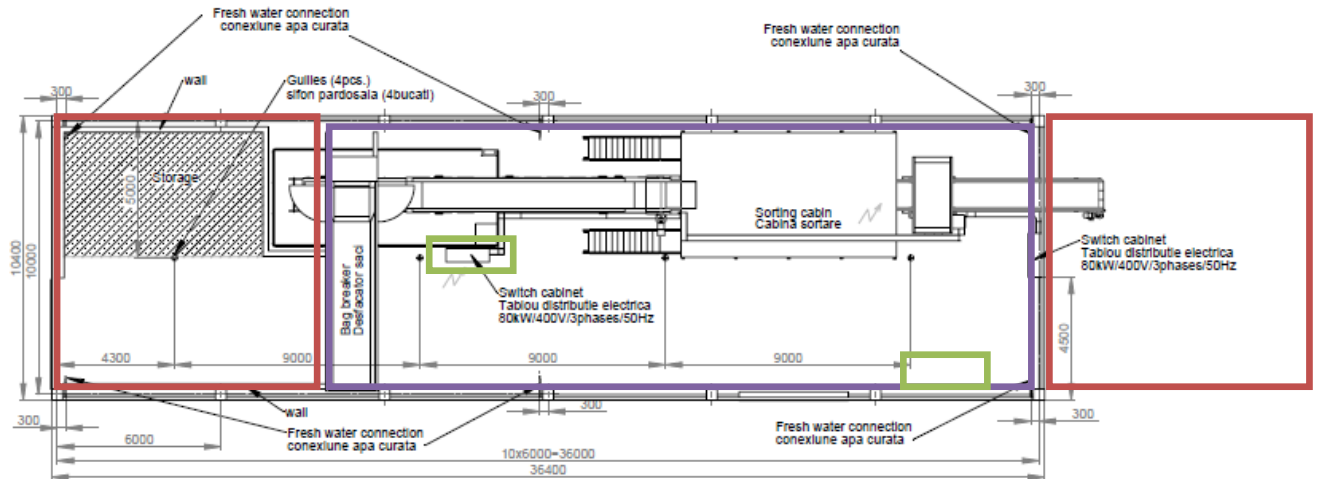 Fresh water connection
conexiune apa curata
Fresh water connection
conexiune apa curata
wall
Guilles (4pcs.)
sifon pardosala (4bucati)
300
300
300
Storage
5000
Sorting cabin
Cabina sortare
10400
10000
Switch cabinet
Tablou distributie electrica
80kW/400V/3phases/50Hz
Switch cabinet
Tablou distributie electrica
80kW/400V/3phases/50Hz
Bag breaker
Desfacator saci
4500
4300
9000
9000
9000
wall
300
300
300
Fresh water connection
conexiune apa curata
Fresh water connection
conexiune apa curata
6000
10x6000=36000
36400